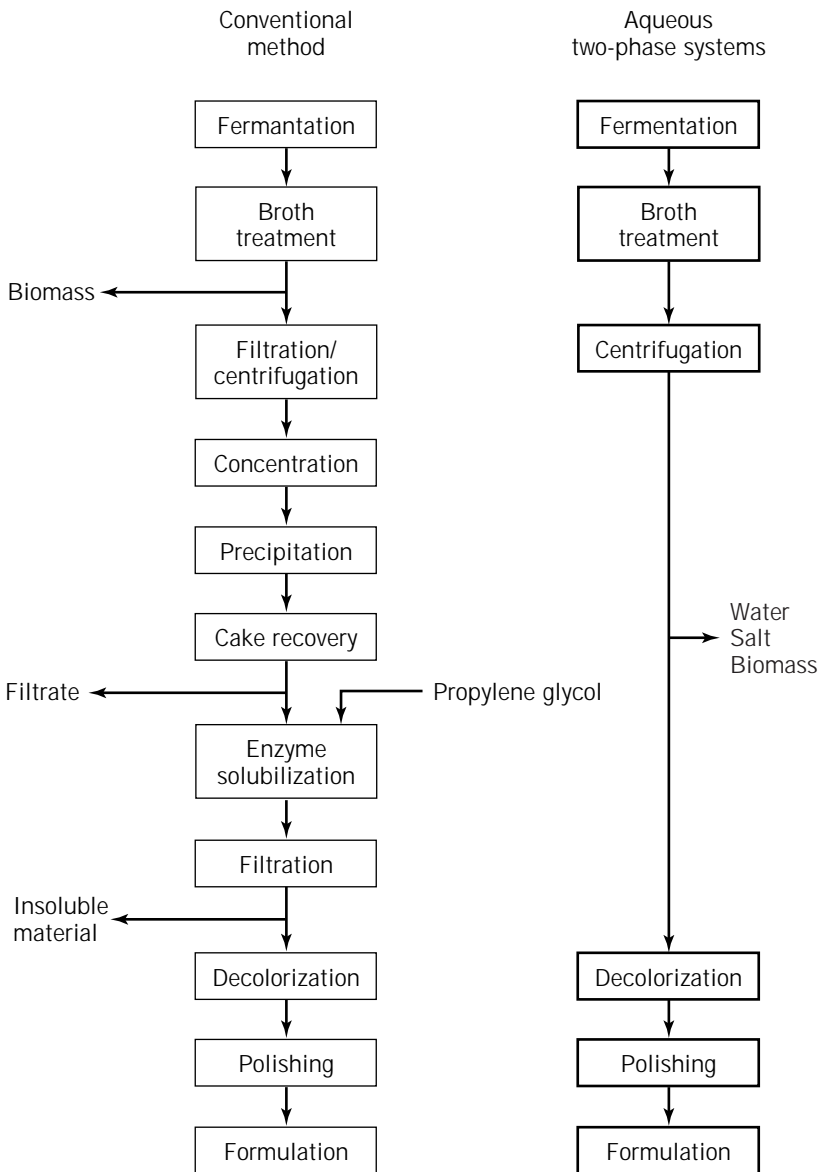 Conventional
method
Fermantation
Broth
treatment
Biomass
Filtration/
centrifugation
Concentration
Precipitation
Cake recovery
Filtrate
Propylene glycol
Enzyme
solubilization
Filtration
Insoluble
material
Decolorization
Polishing
Formulation
Aqueous
two-phase systems
Fermentation
Broth
treatment
Centrifugation
Water
Salt
Biomass
Decolorization
Polishing
Formulation